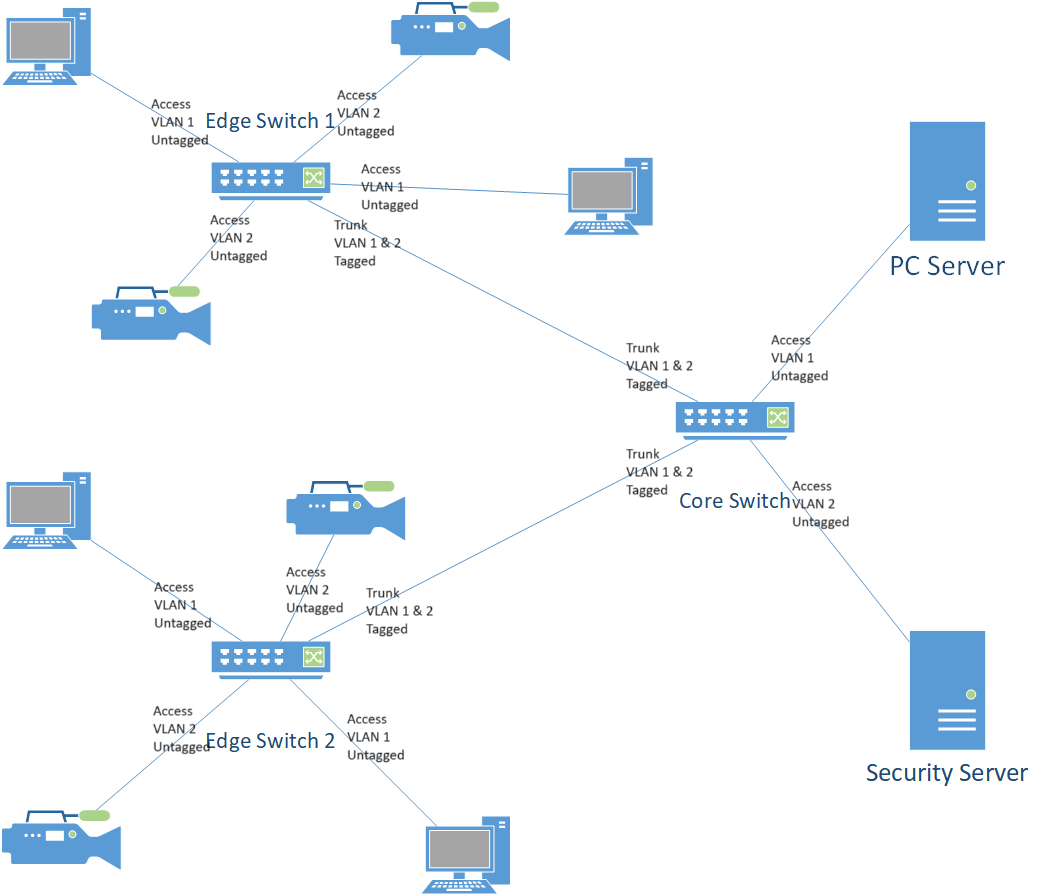 Access
VLAN 1
Untagged
Edge Switch 1
Access
VLAN 2
Untagged
Access
VLAN 1
Untagged
Access
VLAN 2
Untagged
Trunk
VLAN 1 & 2
Tagged
PC Server
Trunk
VLAN 1 & 2
Tagged
Access
VLAN 1
Untagged
Trunk
VLAN 1 & 2
Tagged
Core Switch
Access
VLAN 2
Untagged
Access
VLAN 1
Untagged
Access
VLAN 2
Untagged
Trunk
VLAN 1 & 2
Tagged
Access
VLAN 2
Untagged
Edge Switch 2
Access
VLAN 1
Untagged
Security Server